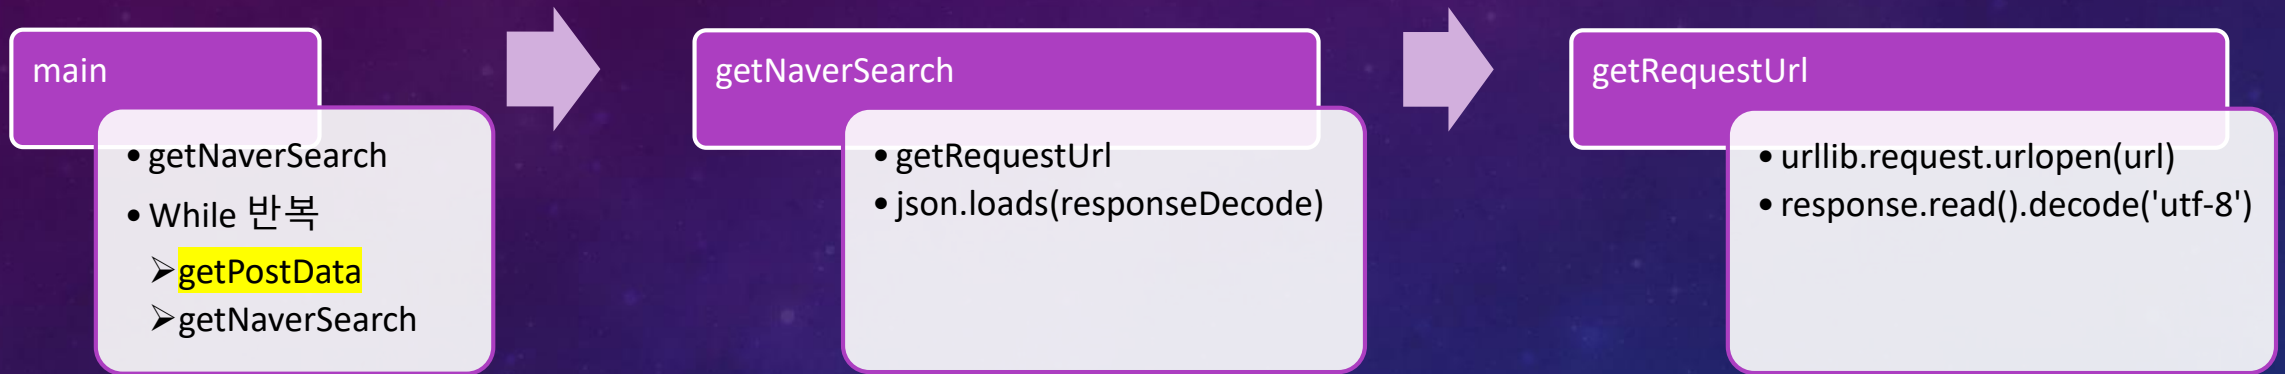 main
• getNaverSearch
• While 반복
➢getPostData
➢getNaverSearch
getNaverSearch
• getRequestUrl
• json.loads(responseDecode)
getRequestUrl
• urllib.request.urlopen(url)
• response.read().decode('utf-8')